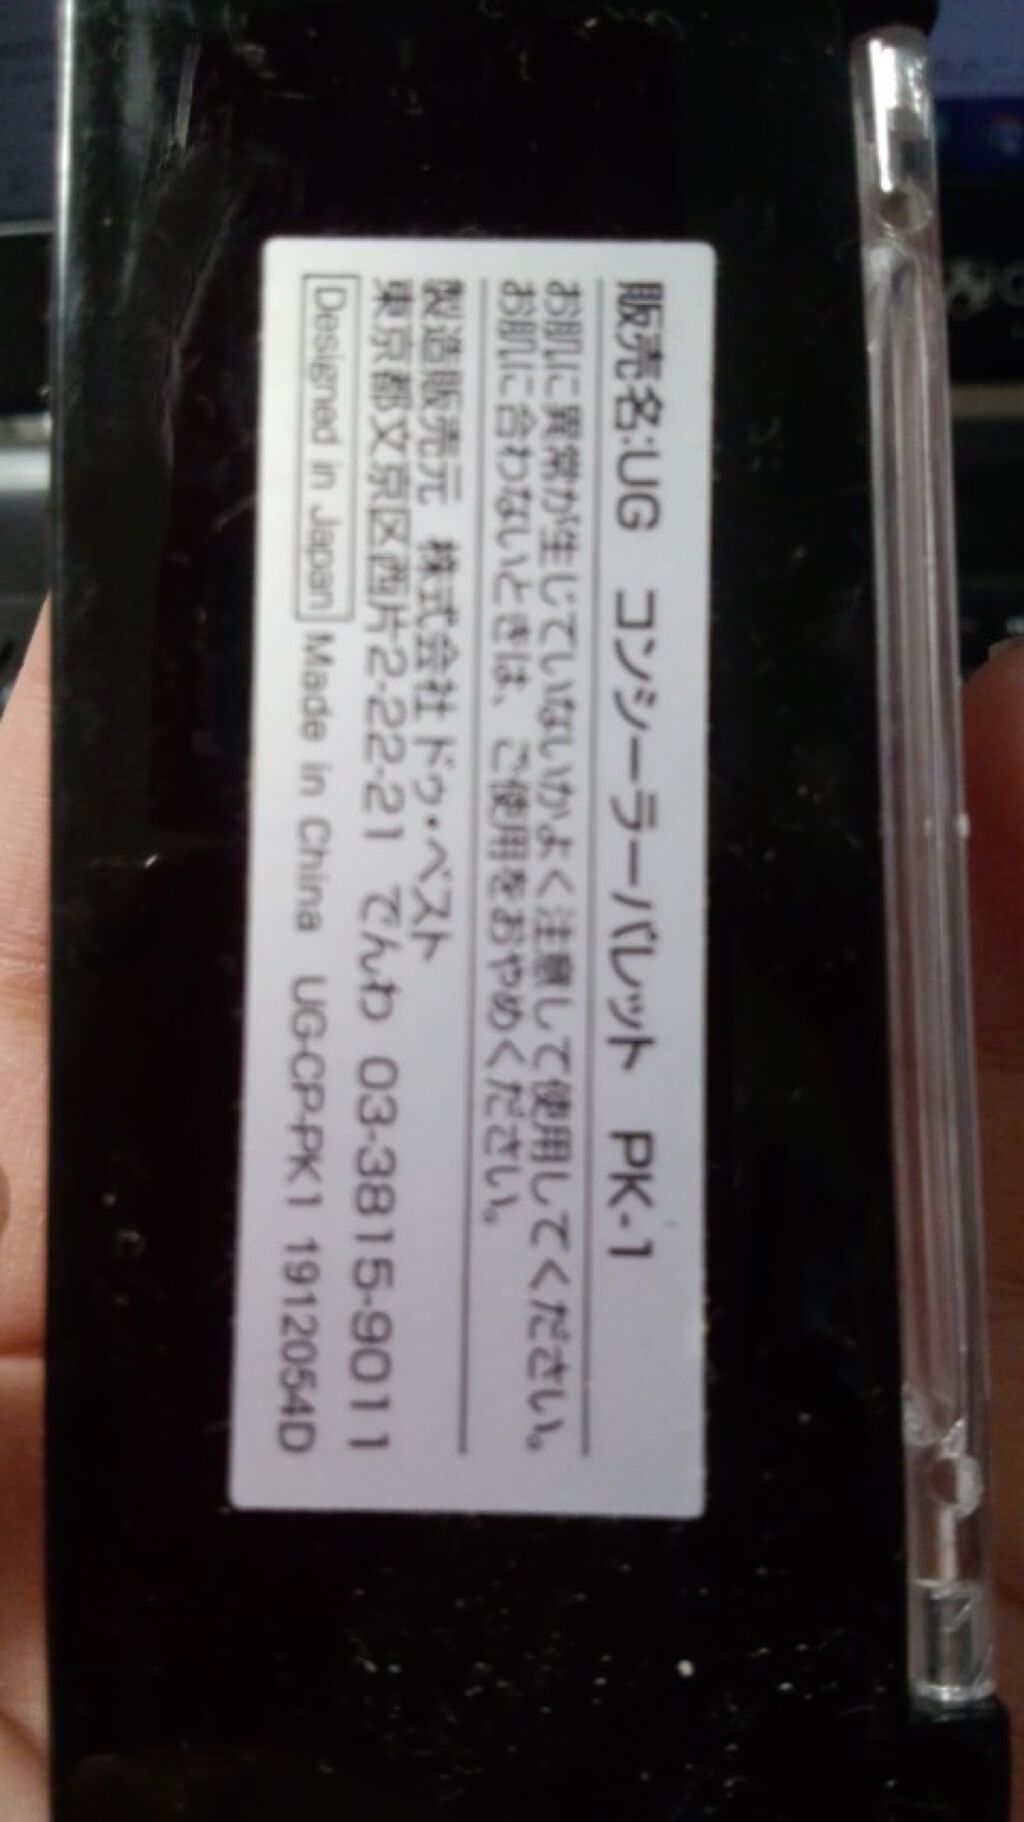 販売名:UG コンシーラーパレット PK-1
お肌に異常が生じていないかよく注意して使用してください。
お肌に合わないときは、ご使用をおやめください。
製造販売元 株式会社 ドゥ・ベスト
東京都文京区西片2-22-21 でんわ 03-3815-9011
Designed in Japan Made in China UG-CP-PK1 1912054D